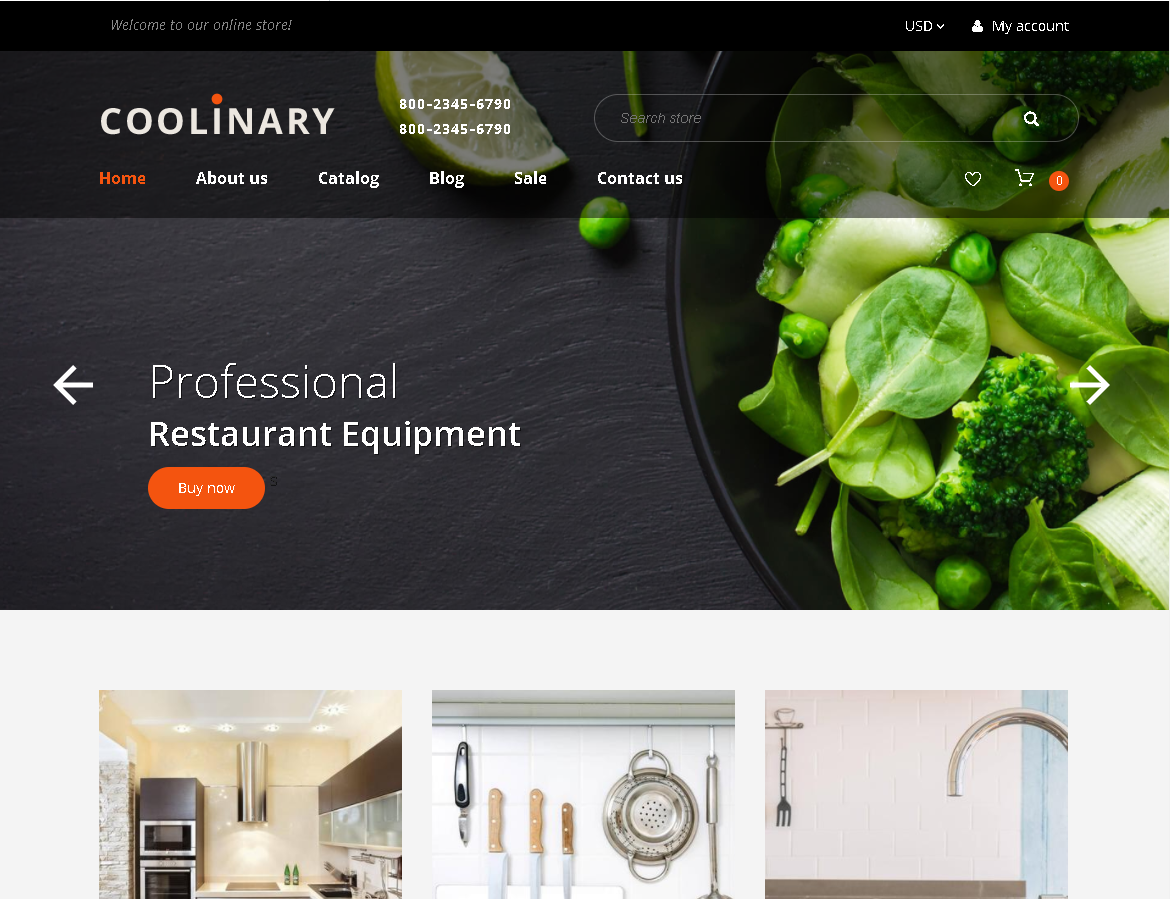 Welcome to our online store!
USD
My account
COOLINARY
800-2345-6790
800-2345-6790
Search store
Home
About us
Catalog
Blog
Sale
Contact us
0
Professional
Restaurant Equipment
Buy now
s